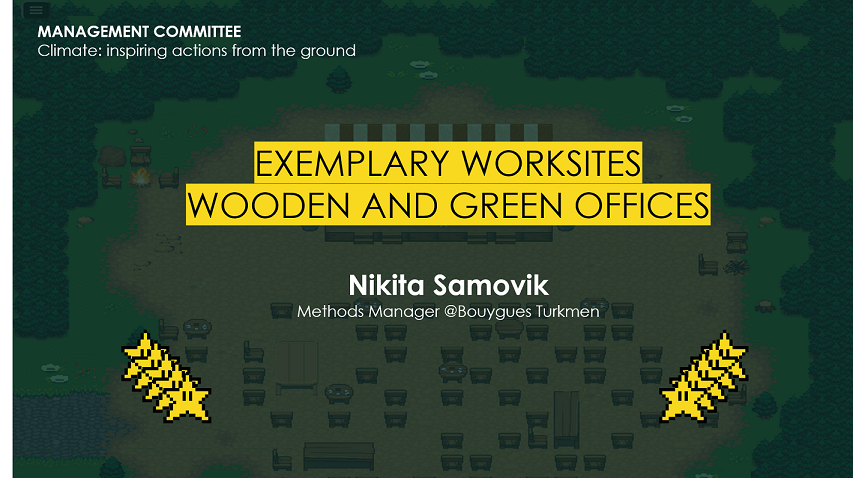 MANAGEMENT COMMITTEE
Climate: inspiring actions from the ground
EXEMPLARY WORKSITES
WOODEN AND GREEN OFFICES
Nikita Samovik
Methods Manager @Bouygues Turkmen